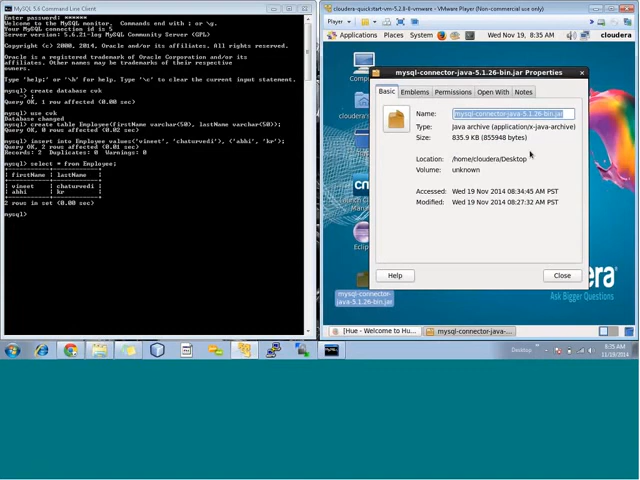 MySQL 5.6 Command Line Client
Enter password: ******
Welcome to the MySQL monitor. Commands end with ; or \g.
Your MySQL connection id is 5
Server version: 5.6.21-log MySQL Community Server (GPL)
Copyright (c) 2000, 2014, Oracle and/or its affiliates. All rights reserved.
Oracle is a registered trademark of Oracle Corporation and/or its
affiliates. Other names may be trademarks of their respective
owners.
Type 'help;' or '\h' for help. Type '\c' to clear the current input statement.
mysql> create database cvk
-> ;
Query OK, 1 row affected (0.00 sec)
mysql> use cvk
Database changed
mysql> create table Employee(firstName varchar(50), lastName varchar(50));
Query OK, 0 rows affected (0.02 sec)
mysql> insert into Employee values('vineet', 'chaturvedi'), ('abhi', 'kr');
Query OK, 2 rows affected (0.01 sec)
Records: 2 Duplicates: 0 Warnings: 0
mysql> select * from Employee;
| firstName | lastName |
| vineet | chaturvedi |
| abhi | kr |
2 rows in set (0.00 sec)
mysql>
cloudera-quickstart-vm-5.2.0-0-vmware - VMware Player (Non-commercial use only)
Player
Applications Places System Wed Nov 19, 8:35 AM cloudera
Computer
cloudera's
Eclipse
mysql-connector-
java-5.1.26-bin.jar
mysql-connector-java-5.1.26-bin.jar Properties
Basic Emblems Permissions Open With Notes
Name: mysql-connector-java-5.1.26-bin.jar
Type: Java archive (application/x-java-archive)
Size: 835.9 KB (855948 bytes)
Location: /home/cloudera/Desktop
Volume: unknown
Accessed: Wed 19 Nov 2014 08:34:45 AM PST
Modified: Wed 19 Nov 2014 08:27:32 AM PST
Help Close
era
Ask Bigger Questions
[Hue - Welcome to Hu... mysql-connector-java-...
Desktop
8:35 AM
11/19/2014